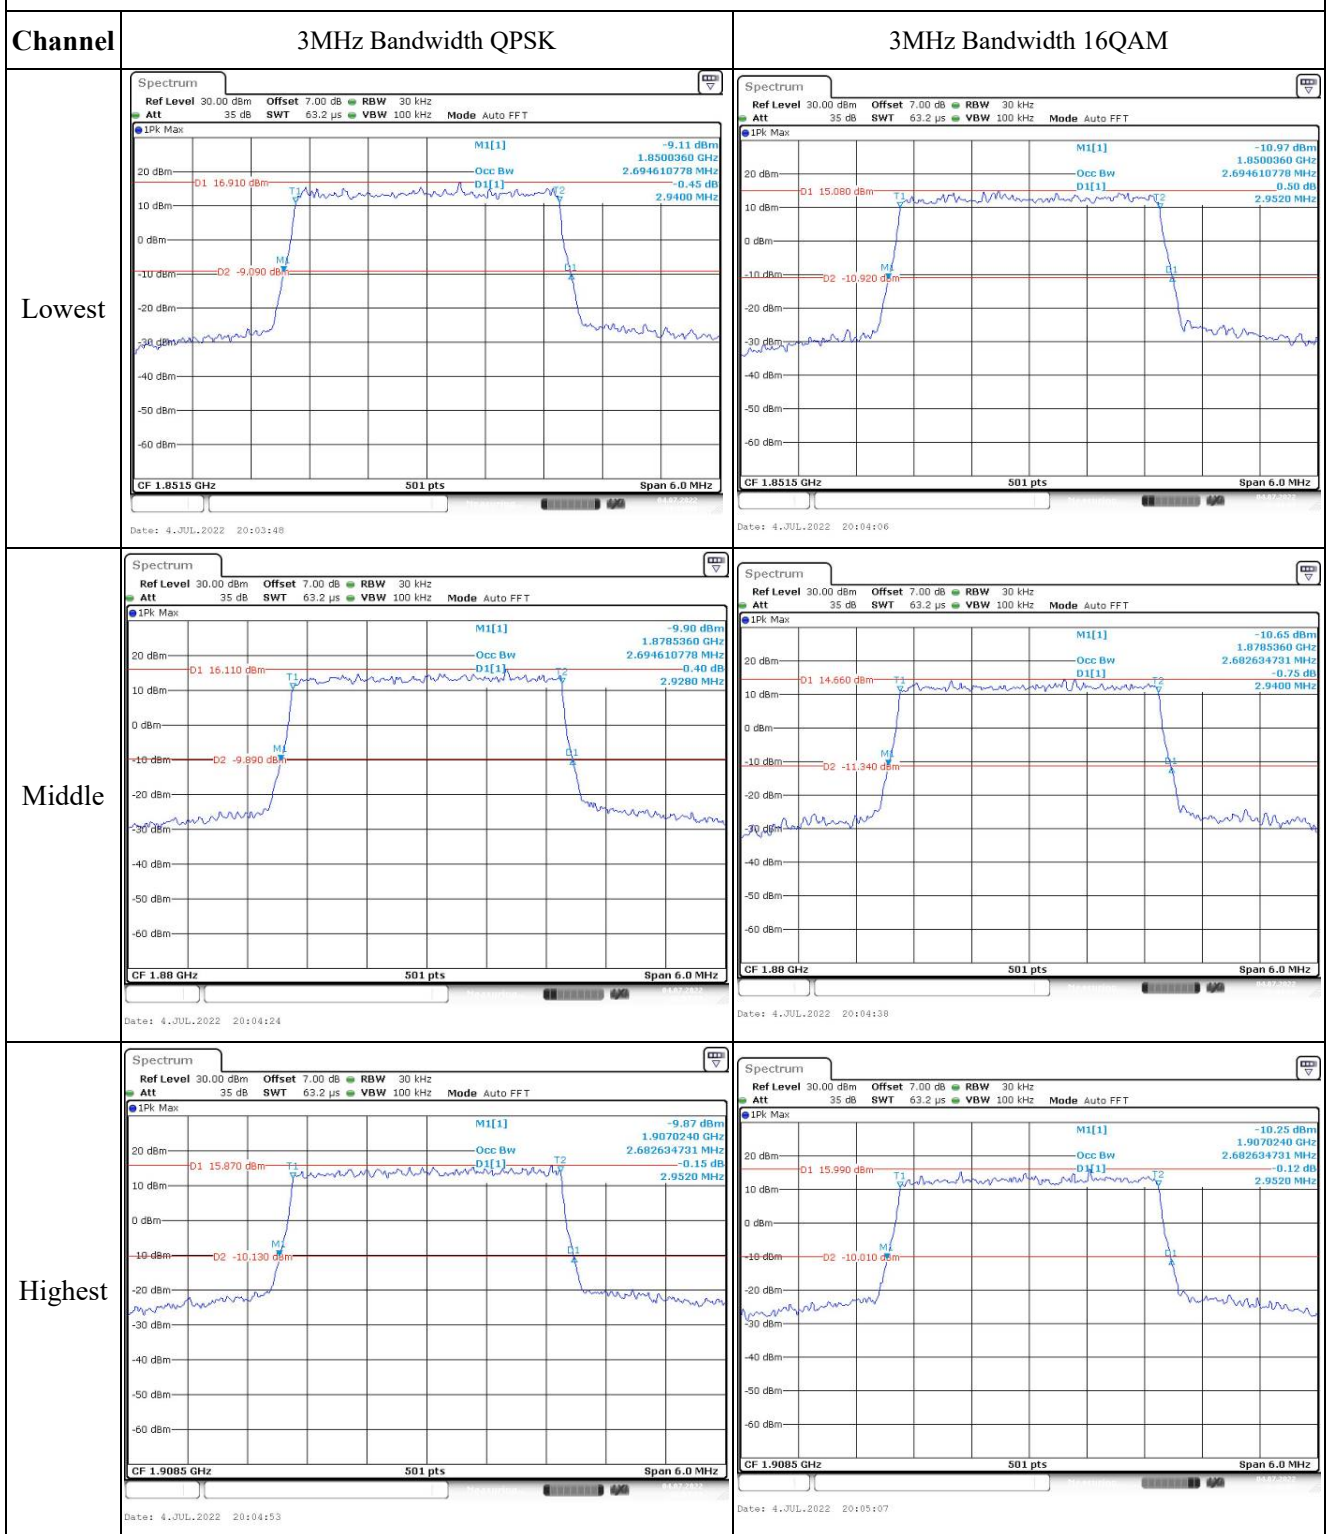 Channel
3MHz Bandwidth QPSK
3MHz Bandwidth 16QAM
Lowest
Spectrum
Ref Level 30.00 dBm Offset 7.00 dB RBW 30 kHz
Att 35 dB SWT 63.2 µs VBW 100 kHz Mode Auto FFT
1Pk Max
M1[1] -9.11 dBm
1.8500360 GHz
Occ Bw 2.694610778 MHz
D1[1] -0.45 dB
2.9400 MHz
20 dBm
D1 16.910 dBm
T1
T2
10 dBm
0 dBm
M1
D1
-10 dBm
D2 -9.090 dBm
-20 dBm
-30 dBm
-40 dBm
-50 dBm
-60 dBm
CF 1.8515 GHz 501 pts Span 6.0 MHz
Date: 4.JUL.2022 20:03:48
Spectrum
Ref Level 30.00 dBm Offset 7.00 dB RBW 30 kHz
Att 35 dB SWT 63.2 µs VBW 100 kHz Mode Auto FFT
1Pk Max
M1[1] -10.97 dBm
1.8500360 GHz
Occ Bw 2.694610778 MHz
D1[1] 0.50 dB
2.9520 MHz
20 dBm
D1 15.080 dBm
T1
T2
10 dBm
0 dBm
M1
D1
-10 dBm
D2 -10.920 dBm
-20 dBm
-30 dBm
-40 dBm
-50 dBm
-60 dBm
CF 1.8515 GHz 501 pts Span 6.0 MHz
Date: 4.JUL.2022 20:04:06
Middle
Spectrum
Ref Level 30.00 dBm Offset 7.00 dB RBW 30 kHz
Att 35 dB SWT 63.2 µs VBW 100 kHz Mode Auto FFT
1Pk Max
M1[1] -9.90 dBm
1.8785360 GHz
Occ Bw 2.694610778 MHz
D1[1] -0.40 dB
2.9280 MHz
20 dBm
D1 16.110 dBm
T1
T2
10 dBm
0 dBm
M1
D1
-10 dBm
D2 -9.890 dBm
-20 dBm
-30 dBm
-40 dBm
-50 dBm
-60 dBm
CF 1.88 GHz 501 pts Span 6.0 MHz
Date: 4.JUL.2022 20:04:24
Spectrum
Ref Level 30.00 dBm Offset 7.00 dB RBW 30 kHz
Att 35 dB SWT 63.2 µs VBW 100 kHz Mode Auto FFT
1Pk Max
M1[1] -10.65 dBm
1.8785360 GHz
Occ Bw 2.682634731 MHz
D1[1] -0.75 dB
2.9400 MHz
20 dBm
D1 14.660 dBm
T1
T2
10 dBm
0 dBm
M1
D1
-10 dBm
D2 -11.340 dBm
-20 dBm
-30 dBm
-40 dBm
-50 dBm
-60 dBm
CF 1.88 GHz 501 pts Span 6.0 MHz
Date: 4.JUL.2022 20:04:38
Highest
Spectrum
Ref Level 30.00 dBm Offset 7.00 dB RBW 30 kHz
Att 35 dB SWT 63.2 µs VBW 100 kHz Mode Auto FFT
1Pk Max
M1[1] -9.87 dBm
1.9070240 GHz
Occ Bw 2.682634731 MHz
D1[1] -0.15 dB
2.9520 MHz
20 dBm
D1 15.870 dBm
T1
T2
10 dBm
0 dBm
M1
D1
-10 dBm
D2 -10.130 dBm
-20 dBm
-30 dBm
-40 dBm
-50 dBm
-60 dBm
CF 1.9085 GHz 501 pts Span 6.0 MHz
Date: 4.JUL.2022 20:04:53
Spectrum
Ref Level 30.00 dBm Offset 7.00 dB RBW 30 kHz
Att 35 dB SWT 63.2 µs VBW 100 kHz Mode Auto FFT
1Pk Max
M1[1] -10.25 dBm
1.9070240 GHz
Occ Bw 2.682634731 MHz
D1[1] -0.12 dB
2.9520 MHz
20 dBm
D1 15.990 dBm
T1
T2
10 dBm
0 dBm
M1
D1
-10 dBm
D2 -10.010 dBm
-20 dBm
-30 dBm
-40 dBm
-50 dBm
-60 dBm
CF 1.9085 GHz 501 pts Span 6.0 MHz
Date: 4.JUL.2022 20:05:07